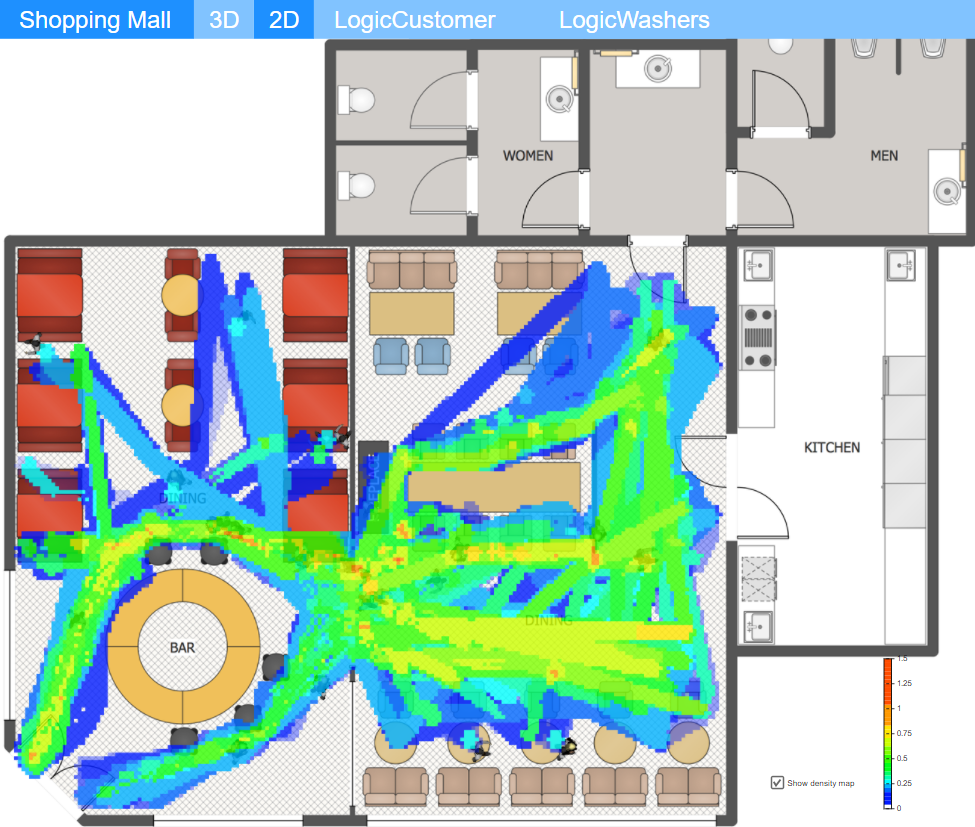 Shopping Mall 3D 2D LogicCustomer LogicWashers
WOMEN
MEN
KITCHEN
DINING
BAR
DINING
1.5
1.25
1
0.75
0.5
0.25
0
Show density map